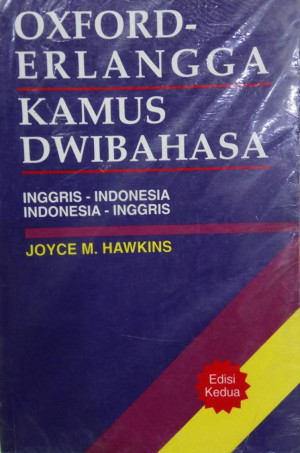 OXFORD-
ERLANGGA
KAMUS
DWIBAHASA
INGGRIS - INDONESIA
INDONESIA - INGGRIS
JOYCE M. HAWKINS
Edisi
Kedua